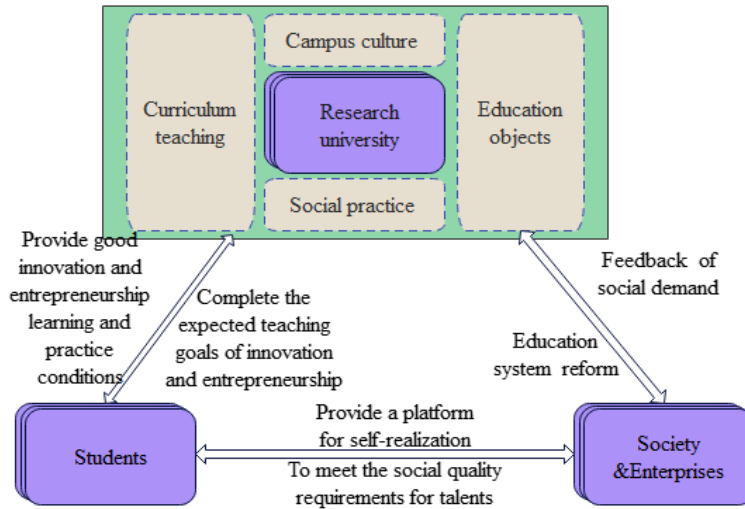 Campus culture
Curriculum
teaching
Research
university
Education
objects
Social practice
Provide good
innovation and
entrepreneurship
learning and
practice
conditions
Complete the
expected teaching
goals of innovation
and entrepreneurship
Feedback of
social demand
Education
system reform
Students
Provide a platform
for self-realization
To meet the social quality
requirements for talents
Society
&Enterprises